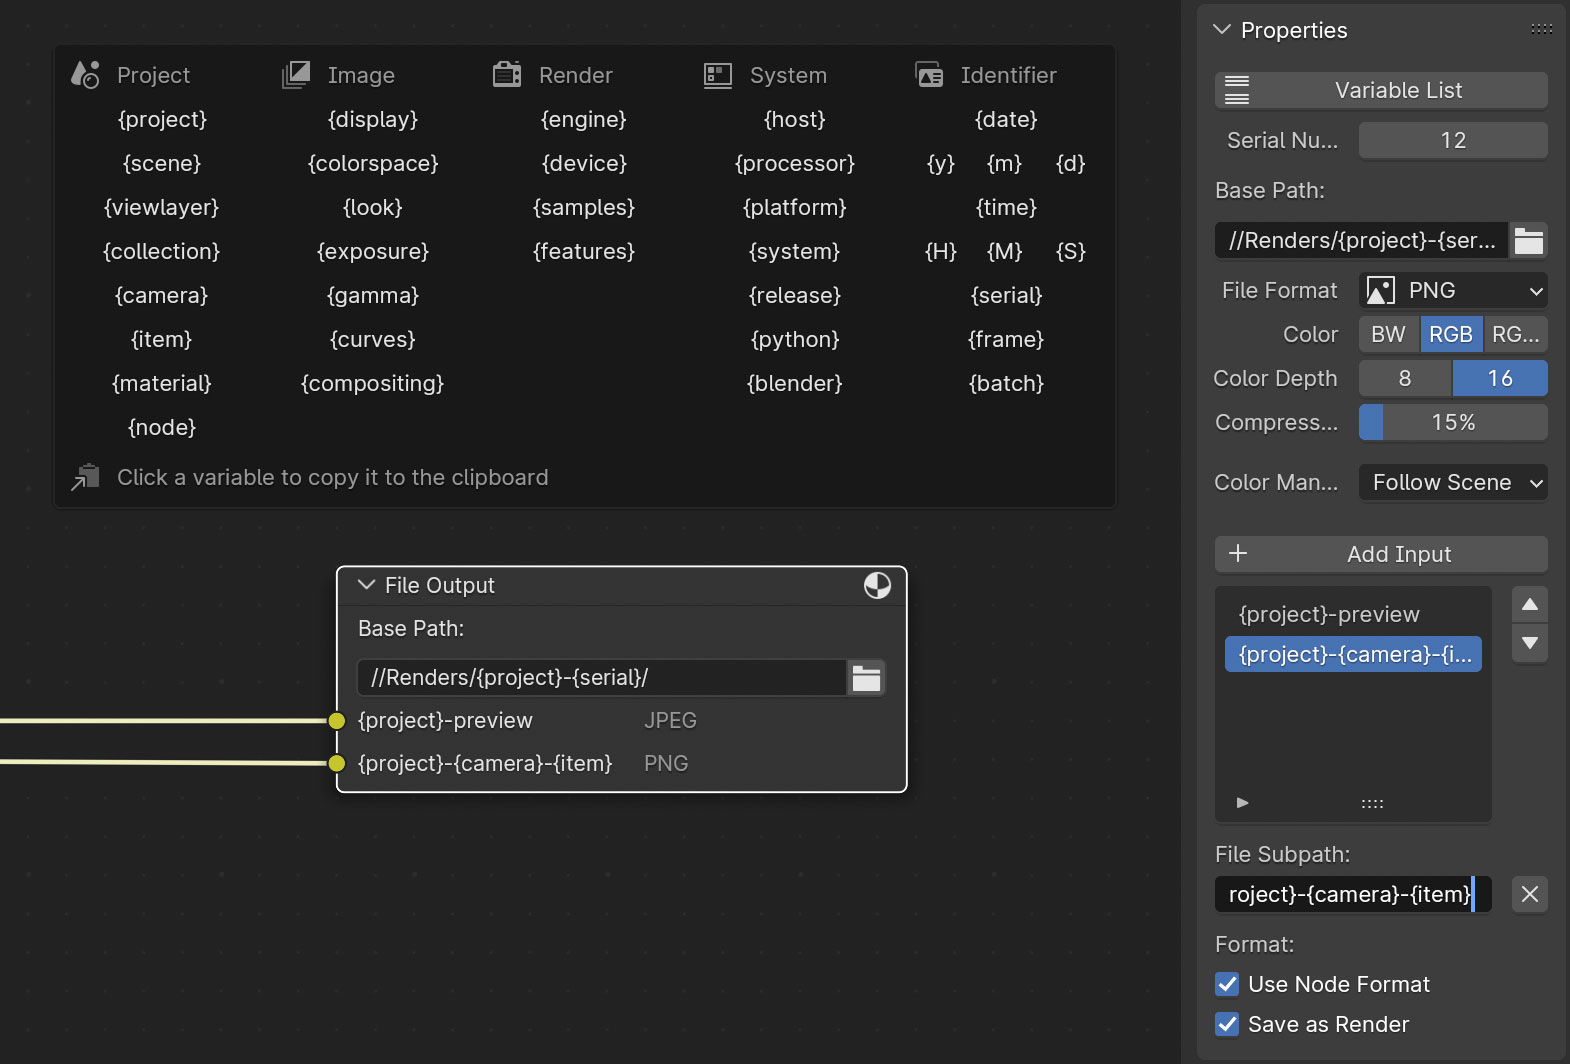 Project Image Render System Identifier
{project} {display} {engine} {host} {date}
{scene} {colorspace} {device} {processor} {y} {m} {d}
{viewlayer} {look} {samples} {platform} {time}
{collection} {exposure} {features} {system} {H} {M} {S}
{camera} {gamma} {release} {serial}
{item} {curves} {python} {frame}
{material} {compositing} {blender} {batch}
{node}
Click a variable to copy it to the clipboard
File Output
Base Path:
//Renders/{project}-{serial}/
{project}-preview JPEG
{project}-{camera}-{item} PNG
Properties
Variable List
Serial Nu... 12
Base Path:
//Renders/{project}-{ser...
File Format PNG
Color BW RGB RG...
Color Depth 8 16
Compress... 15%
Color Man... Follow Scene
Add Input
{project}-preview
{project}-{camera}-{i...
File Subpath:
roject}-{camera}-{item}
Format:
Use Node Format
Save as Render